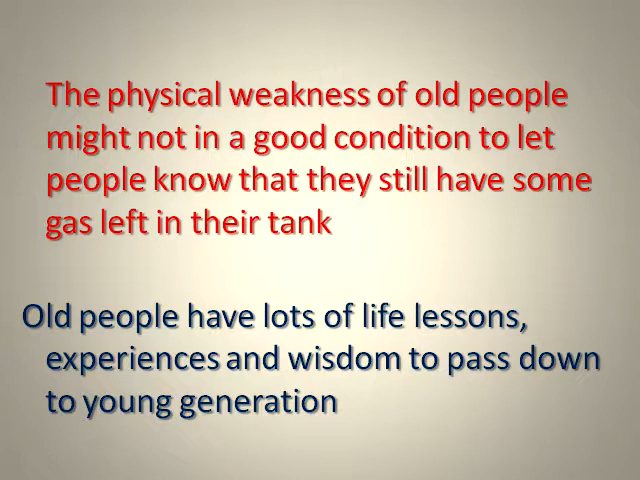 The physical weakness of old people
might not in a good condition to let
people know that they still have some
gas left in their tank
Old people have lots of life lessons,
experiences and wisdom to pass down
to young generation